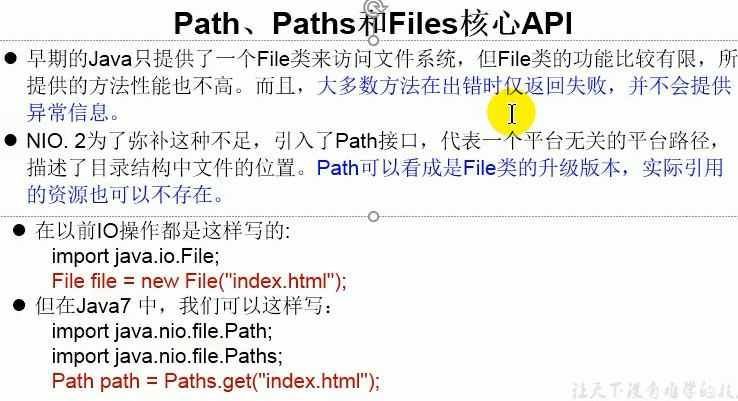 Path、Paths和Files核心API
● 早期的Java只提供了一个File类来访问文件系统，但File类的功能比较有限，所
提供的方法性能也不高。而且，大多数方法在出错时仅返回失败，并不会提供
异常信息。
● NIO. 2为了弥补这种不足，引入了Path接口，代表一个平台无关的平台路径，
描述了目录结构中文件的位置。Path可以看成是File类的升级版本，实际引用
的资源也可以不存在。
● 在以前IO操作都是这样写的:
import java.io.File;
File file = new File("index.html");
● 但在Java7 中，我们可以这样写：
import java.nio.file.Path;
import java.nio.file.Paths;
Path path = Paths.get("index.html");
让天下没有难学的技